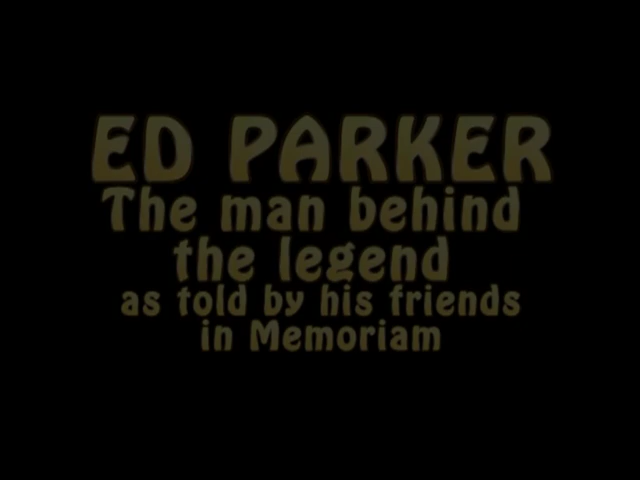 ED PARKER
The man behind
the legend
as told by his friends
in Memoriam